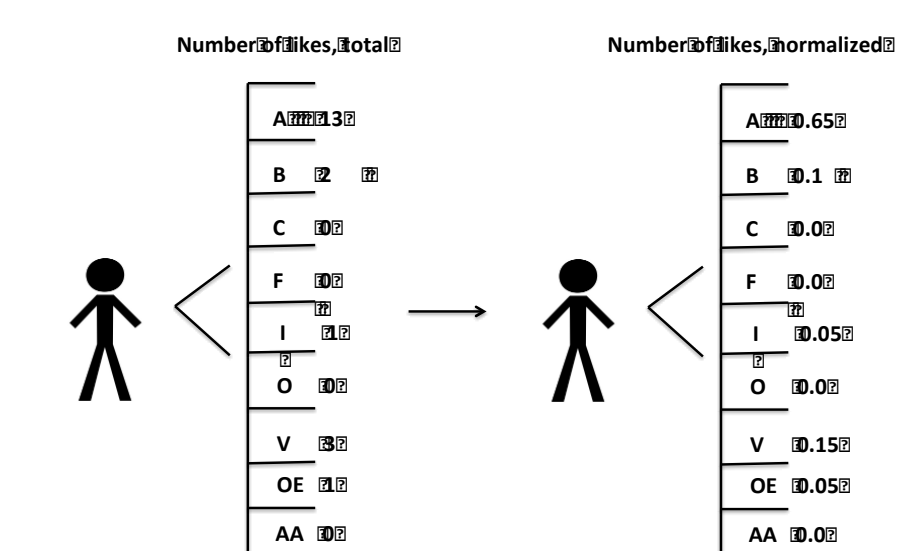 Number of likes, total
A 13
B 2
C 0
F 0
I 1
O 0
V 3
OE 1
AA 0
Number of likes, normalized
A 0.65
B 0.1
C 0.0
F 0.0
I 0.05
O 0.0
V 0.15
OE 0.05
AA 0.0